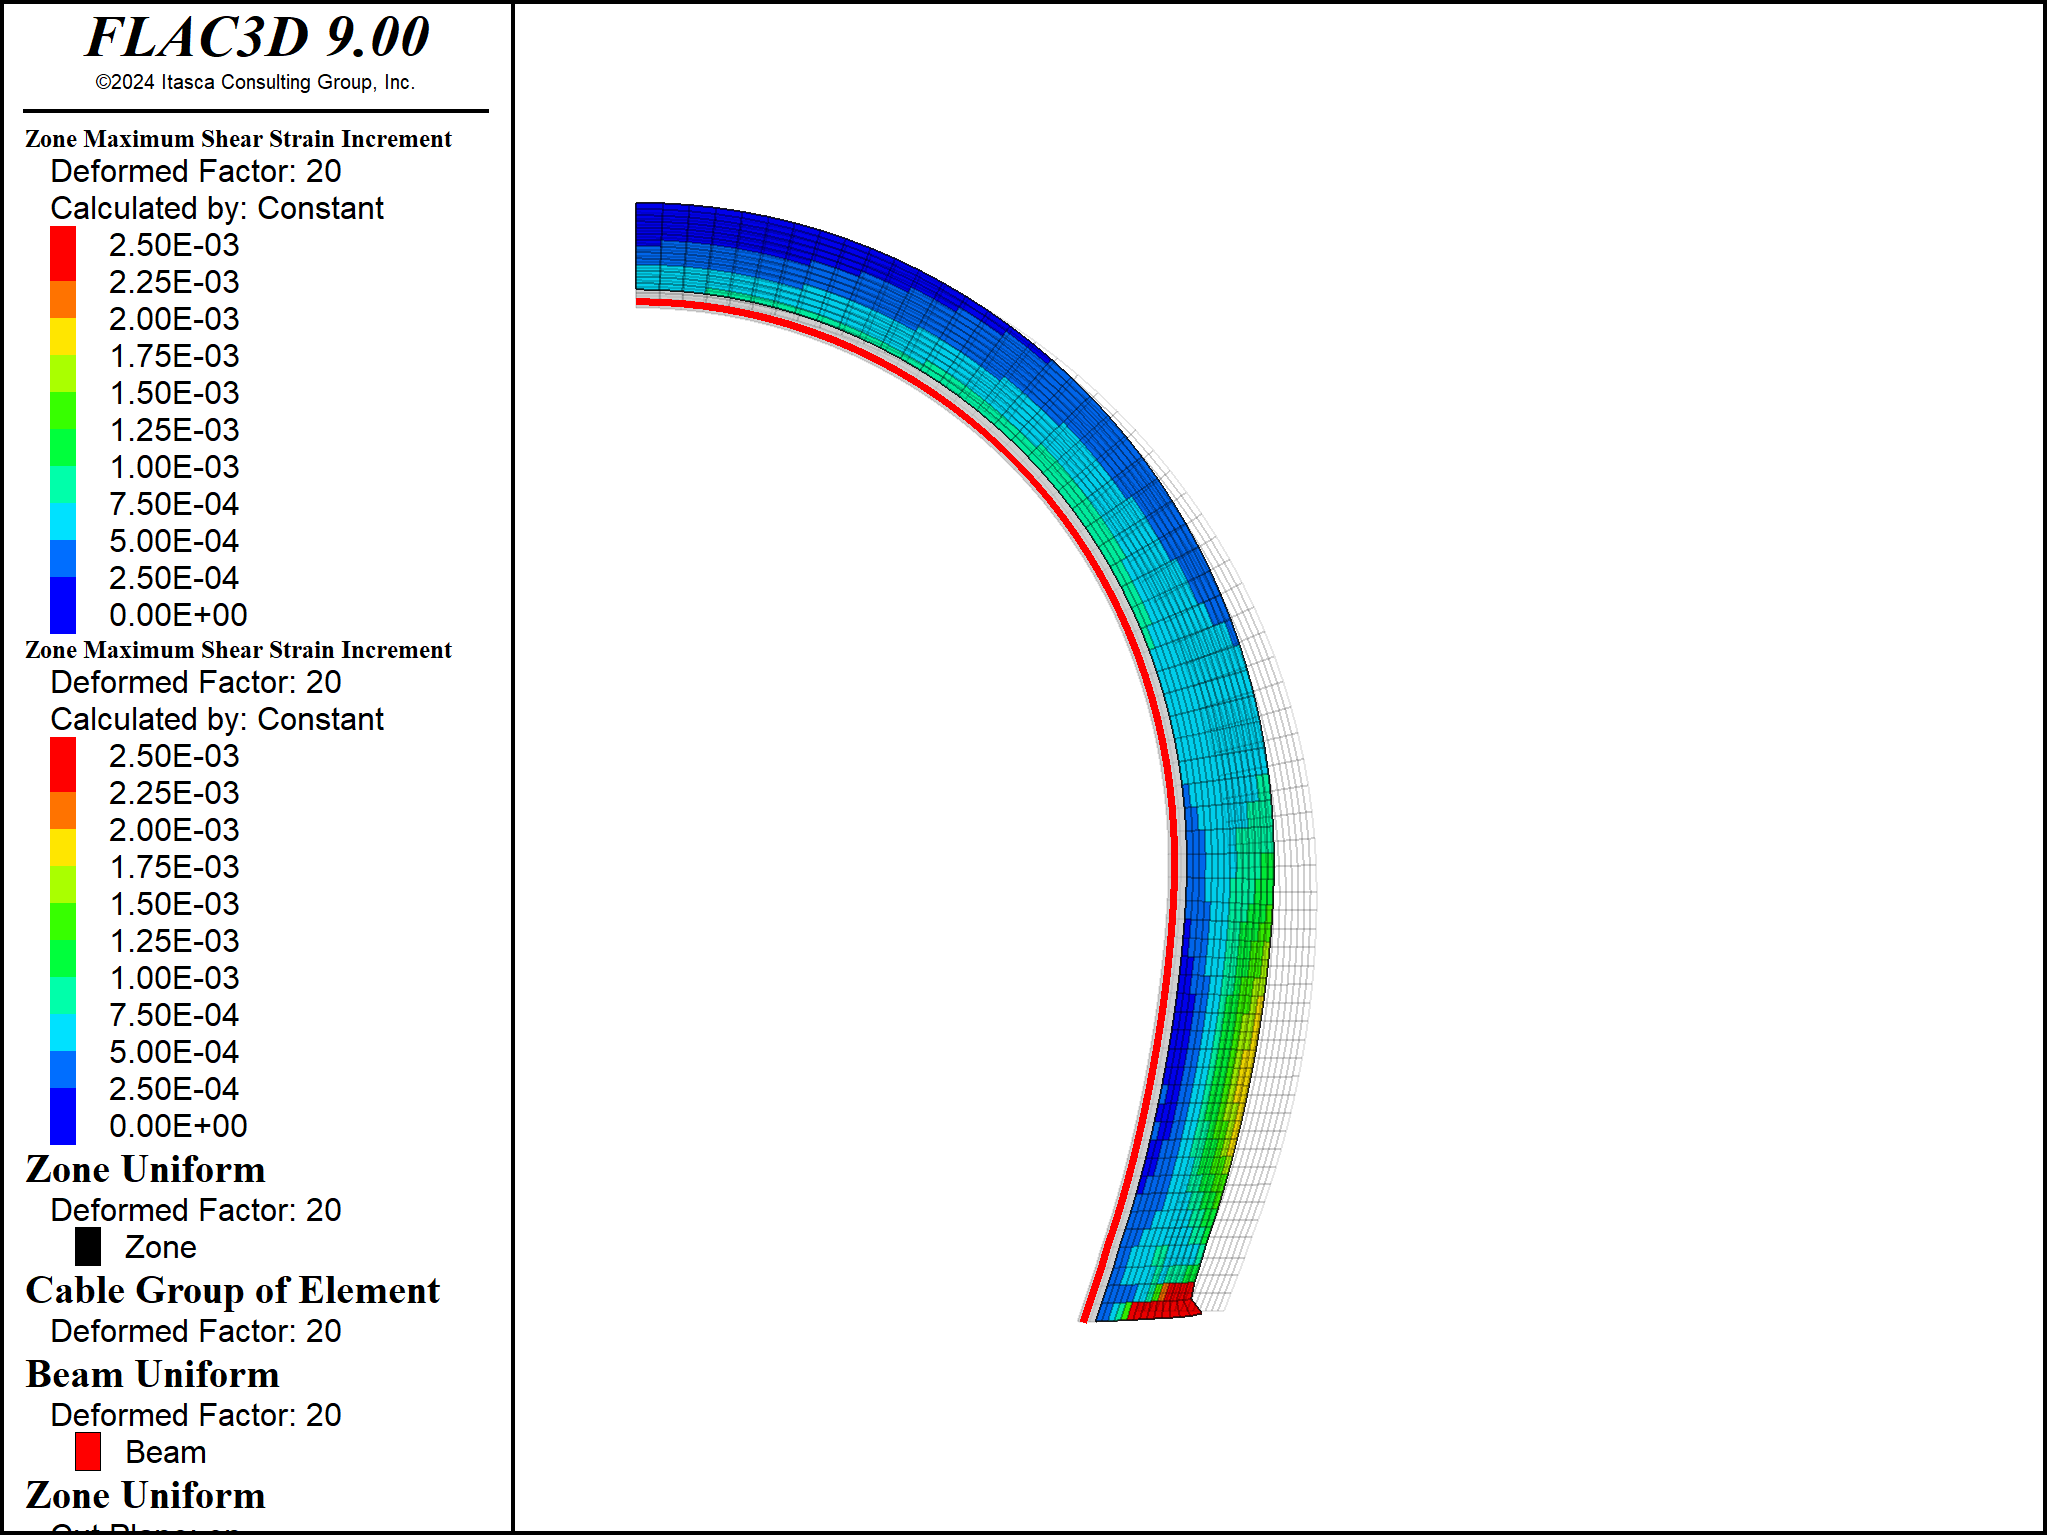 FLAC3D 9.00
©2024 Itasca Consulting Group, Inc.
Zone Maximum Shear Strain Increment
Deformed Factor: 20
Calculated by: Constant
2.50E-03
2.25E-03
2.00E-03
1.75E-03
1.50E-03
1.25E-03
1.00E-03
7.50E-04
5.00E-04
2.50E-04
0.00E+00
Zone Maximum Shear Strain Increment
Deformed Factor: 20
Calculated by: Constant
2.50E-03
2.25E-03
2.00E-03
1.75E-03
1.50E-03
1.25E-03
1.00E-03
7.50E-04
5.00E-04
2.50E-04
0.00E+00
Zone Uniform
Deformed Factor: 20
Zone
Cable Group of Element
Deformed Factor: 20
Beam Uniform
Deformed Factor: 20
Beam
Zone Uniform